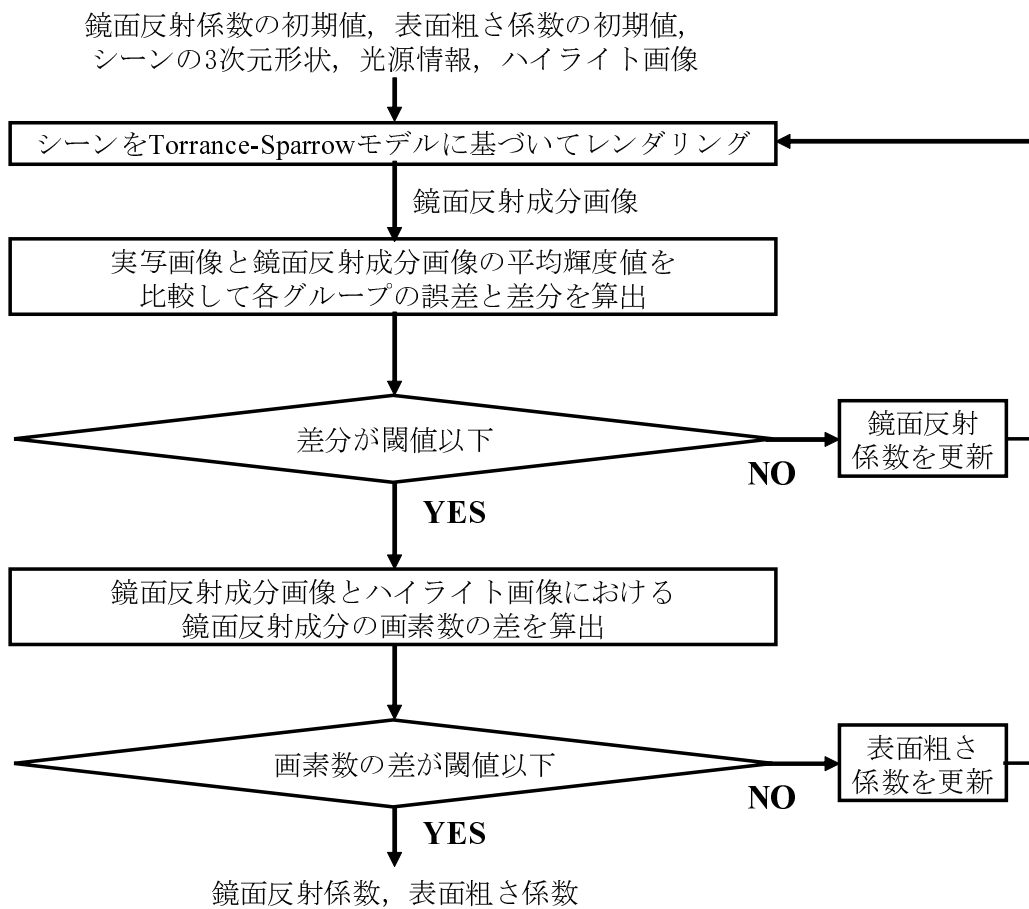 鏡面反射係数の初期値，表面粗さ係数の初期値，
シーンの3次元形状，光源情報，ハイライト画像
シーンをTorrance-Sparrowモデルに基づいてレンダリング
鏡面反射成分画像
実写画像と鏡面反射成分画像の平均輝度値を
比較して各グループの誤差と差分を算出
差分が閾値以下
NO
鏡面反射
係数を更新
YES
鏡面反射成分画像とハイライト画像における
鏡面反射成分の画素数の差を算出
画素数の差が閾値以下
NO
表面粗さ
係数を更新
YES
鏡面反射係数，表面粗さ係数